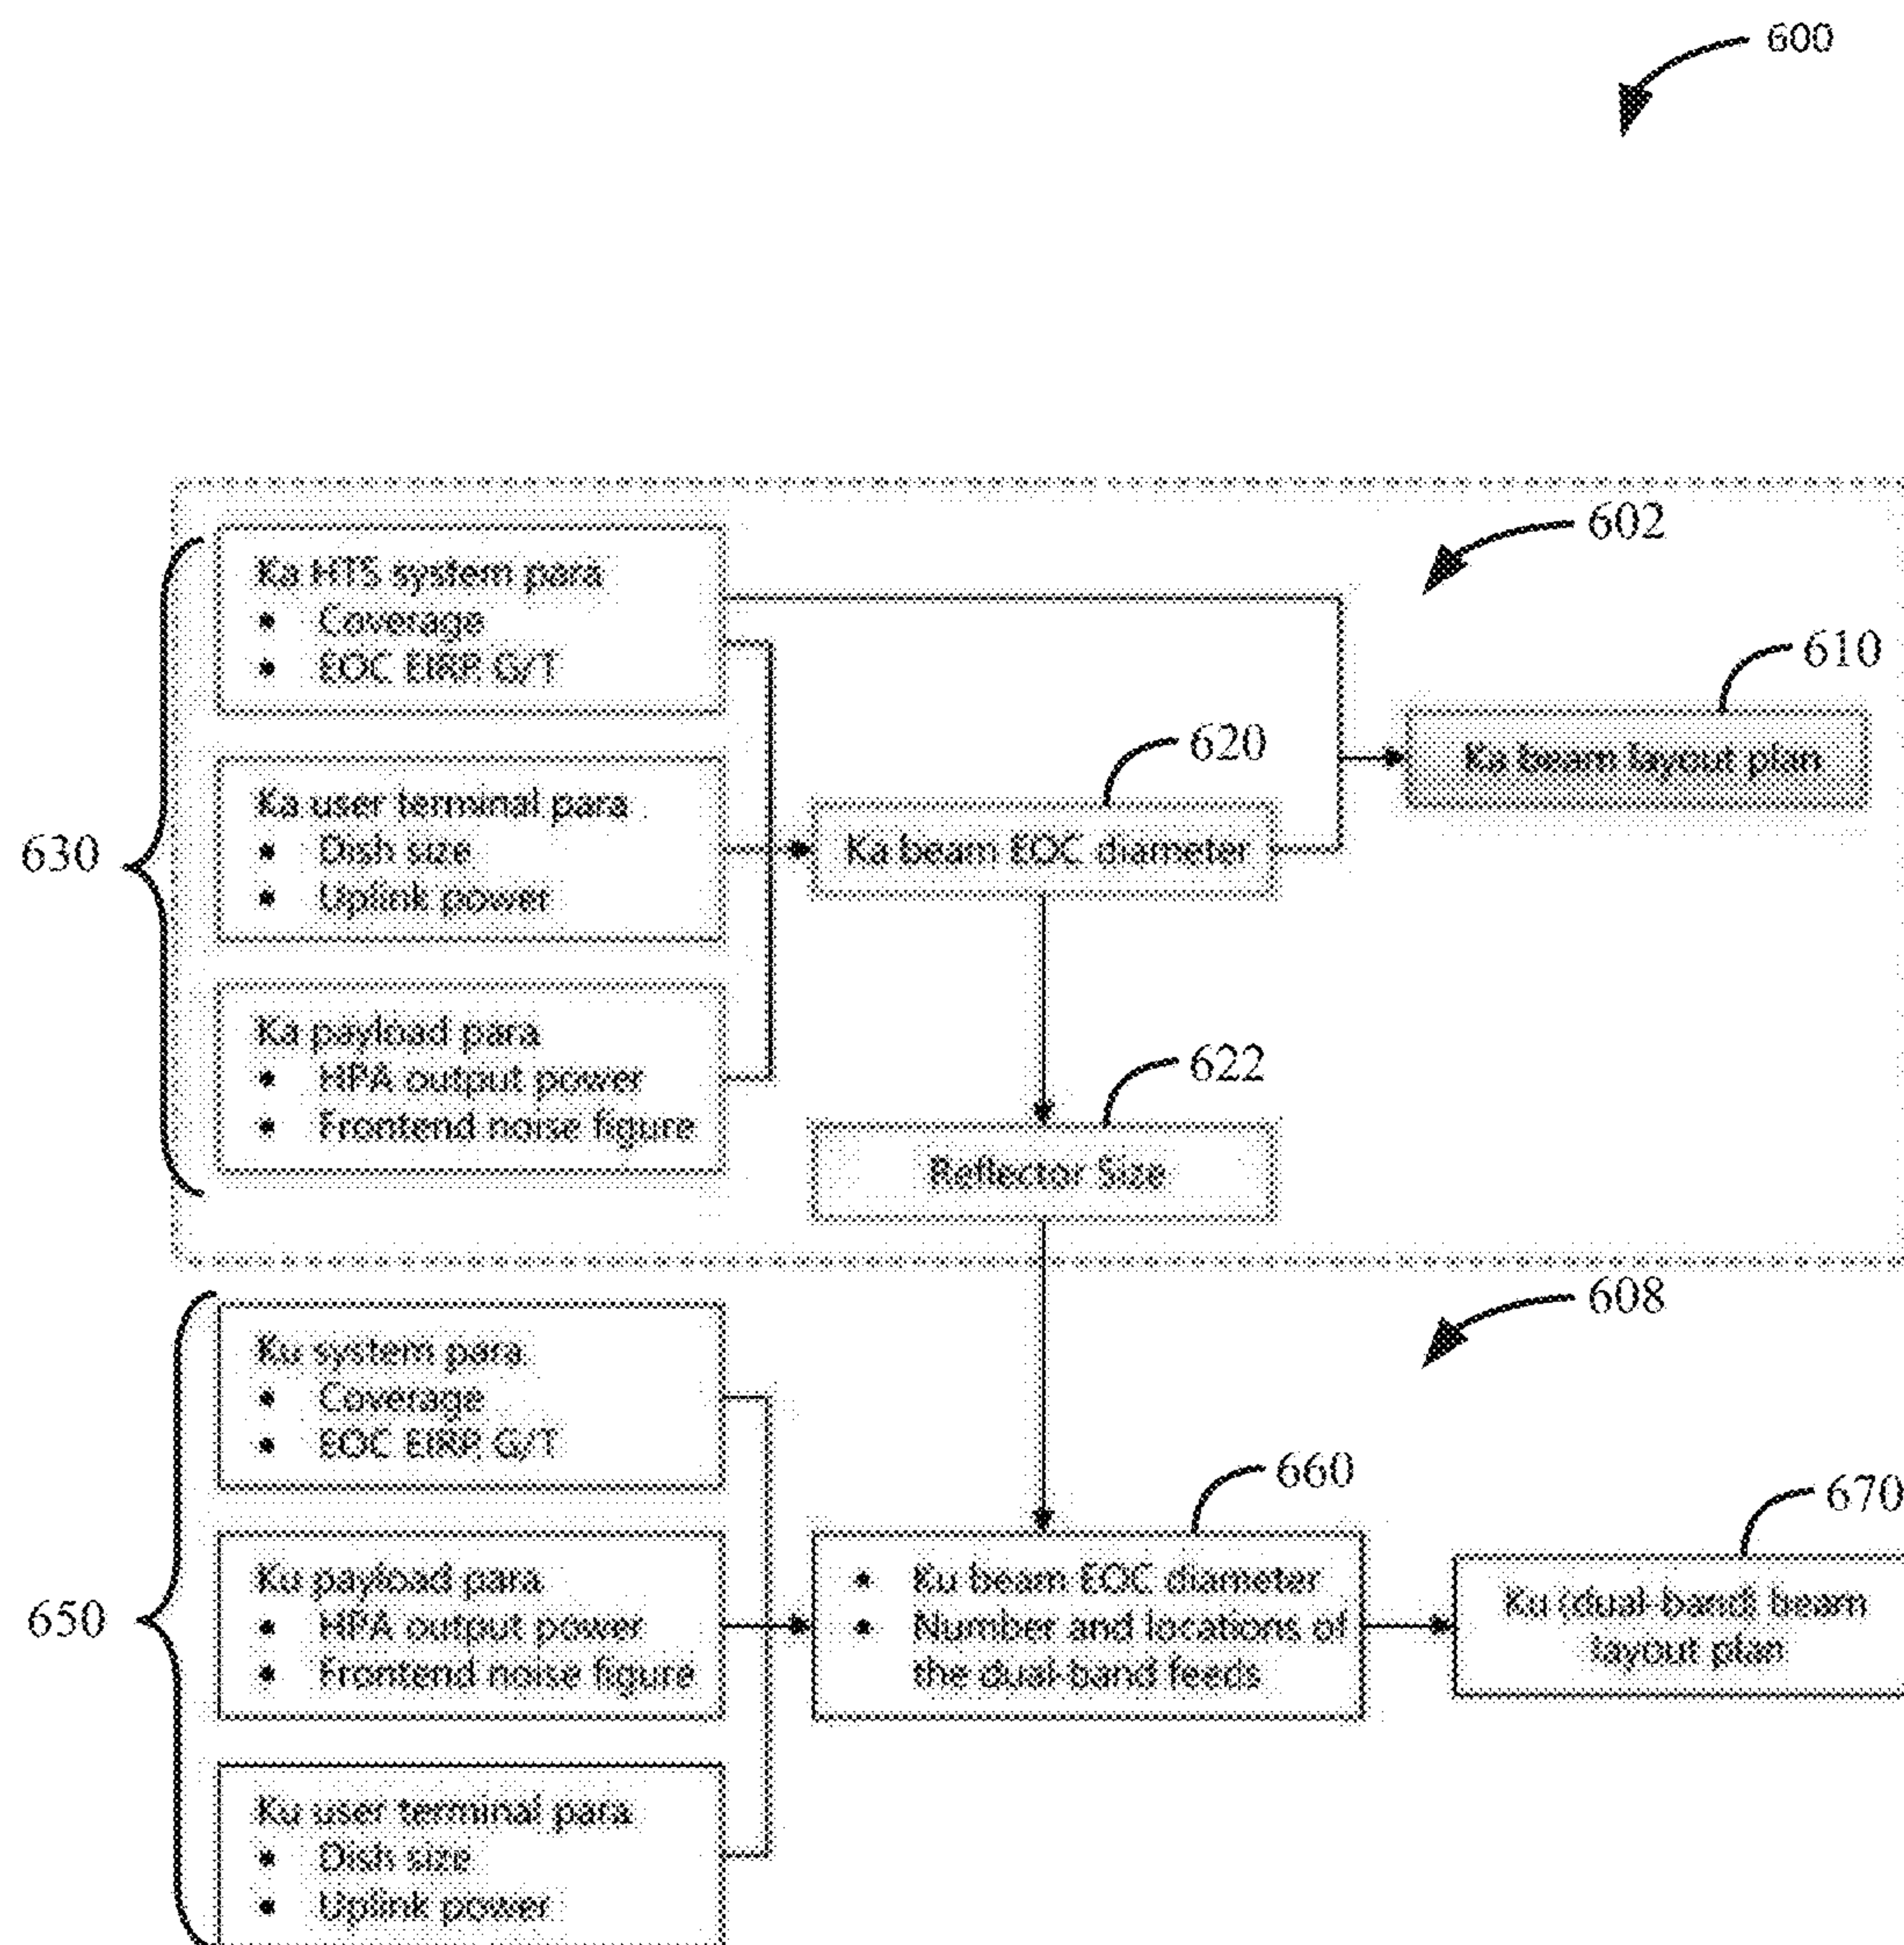 600
602
Ka HTS system para
• Coverage
• EOC EIRP, G/T
610
Ka beam layout plan
620
Ka user terminal para
• Dish size
• Uplink power
630
Ka beam EOC diameter
Ka payload para
• HPA output power
• Frontend noise figure
622
Reflector Size
608
Ku system para
• Coverage
• EOC EIRP, G/T
660
670
Ku payload para
• HPA output power
• Frontend noise figure
650
• Ku beam EOC diameter
• Number and locations of
the dual-band feeds
Ku (dual-band) beam
layout plan
Ku user terminal para
• Dish size
• Uplink power